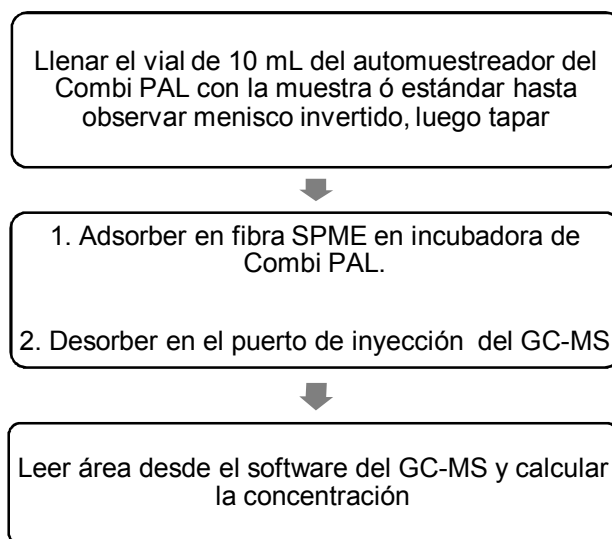 Llenar el vial de 10 mL del automuestreador del
Combi PAL con la muestra ó estándar hasta
observar menisco invertido, luego tapar
1. Adsorber en fibra SPME en incubadora de
Combi PAL.
2. Desorber en el puerto de inyección del GC-MS
Leer área desde el software del GC-MS y calcular
la concentración